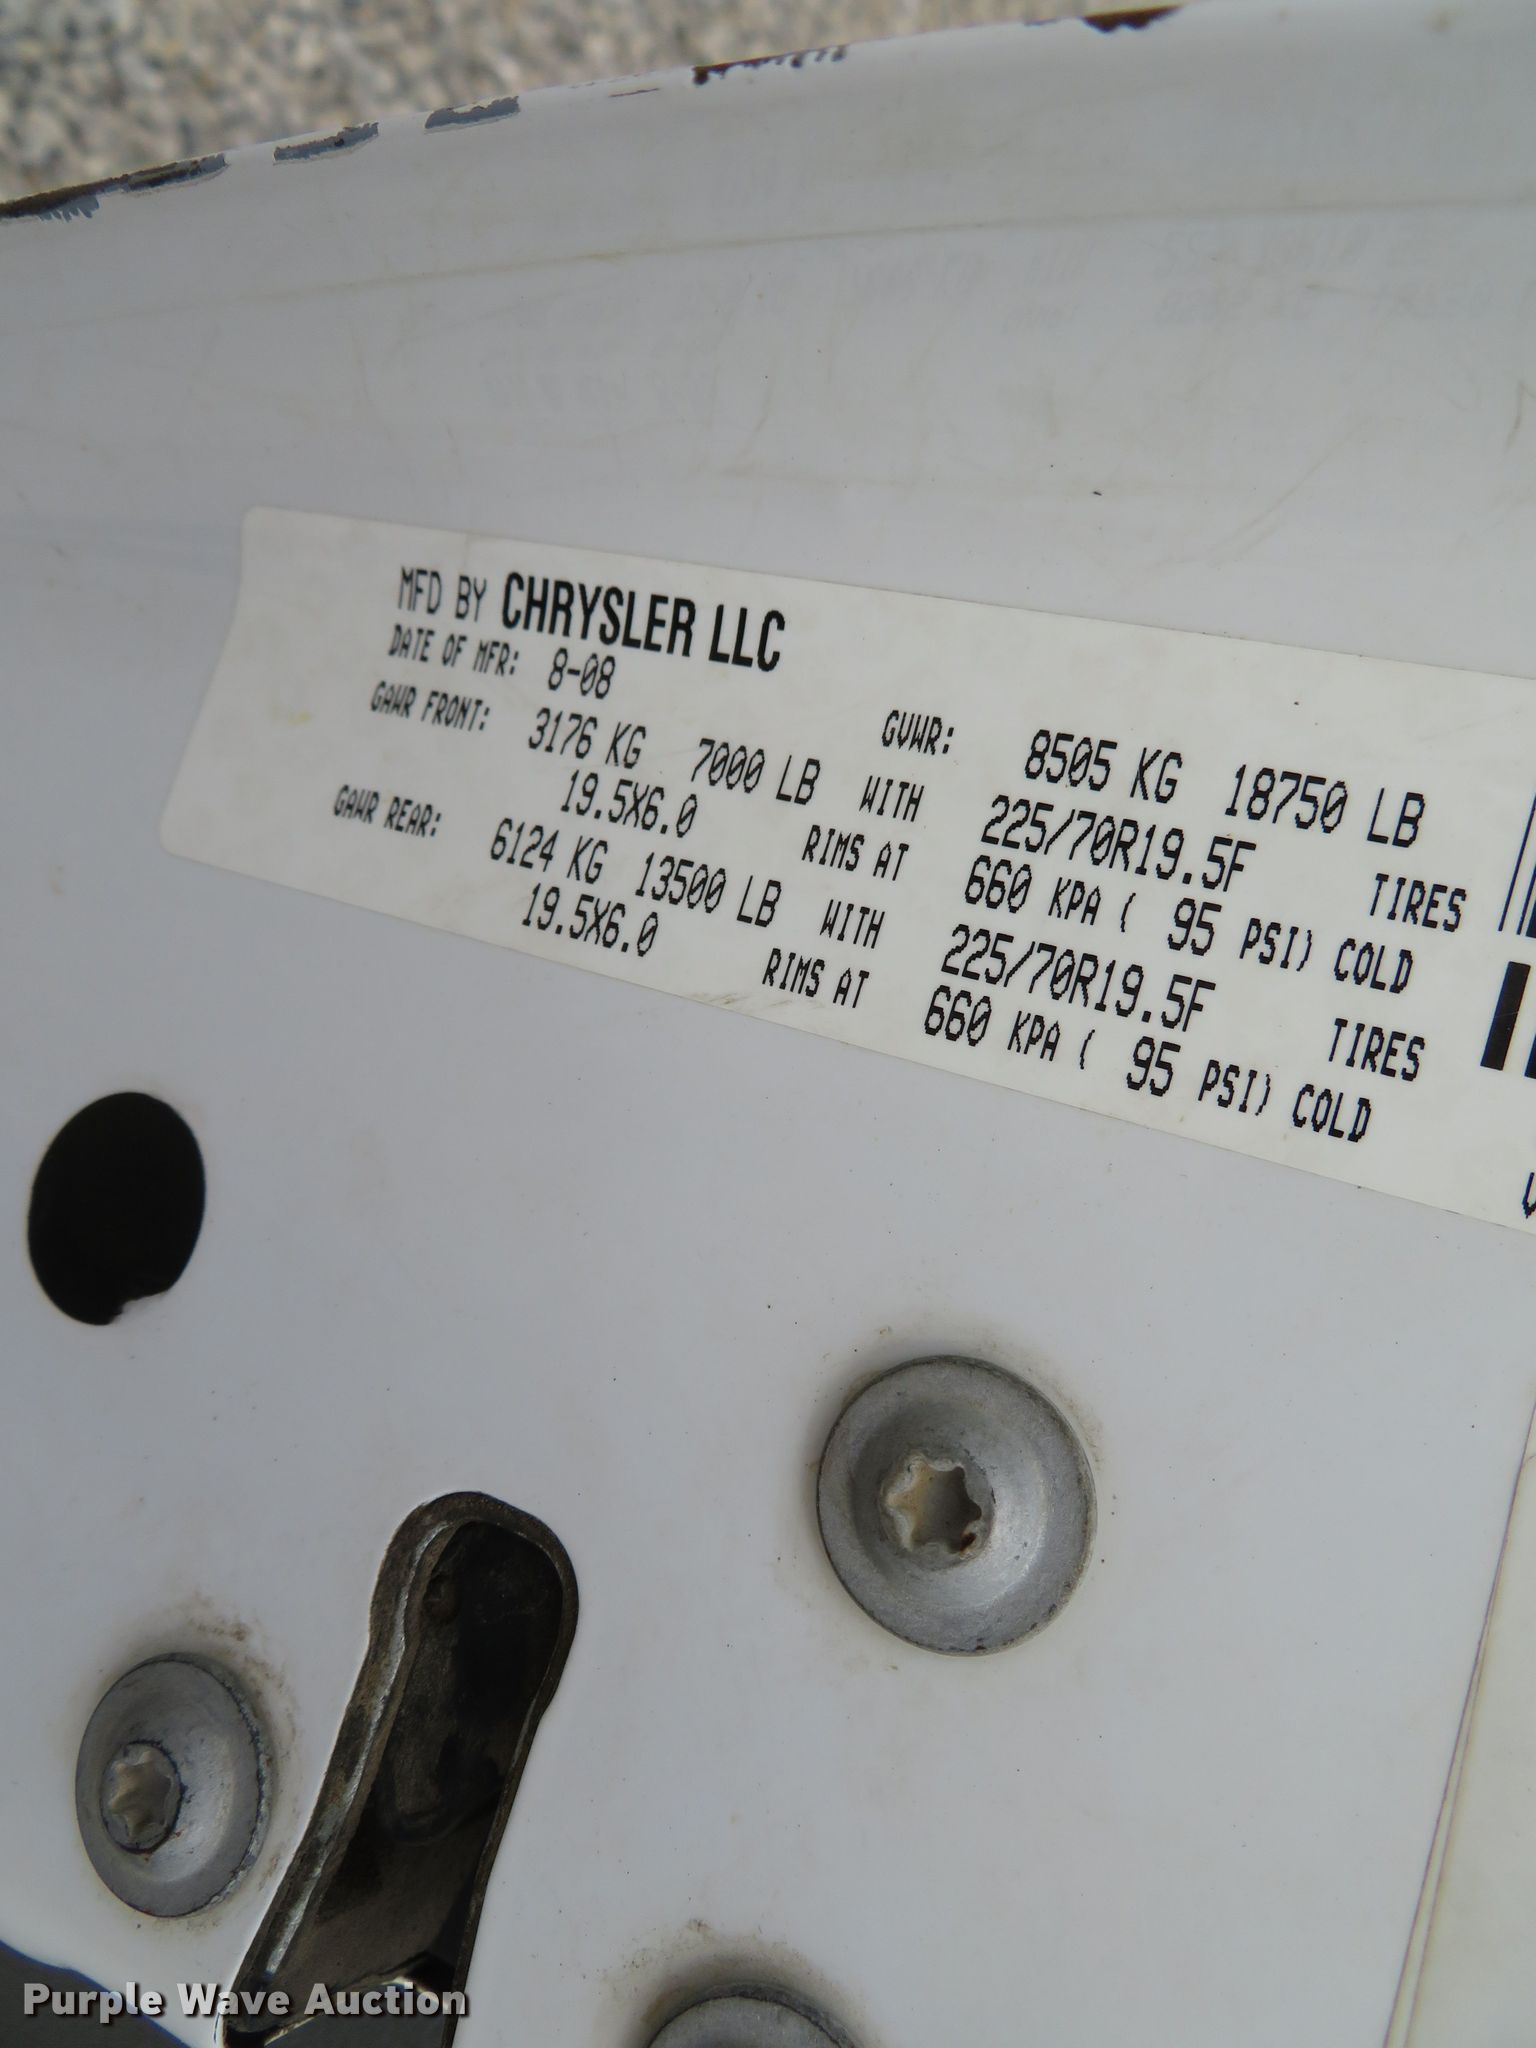 MFD BY CHRYSLER LLC
DATE OF MFR: 8-08 GVWR: 8505 KG 18750 LB
GAWR FRONT: 3176 KG 7000 LB WITH 225/70R19.5F TIRES
19.5X6.0 RIMS AT 660 KPA ( 95 PSI) COLD
GAWR REAR: 6124 KG 13500 LB WITH 225/70R19.5F TIRES
19.5X6.0 RIMS AT 660 KPA ( 95 PSI) COLD
Purple Wave Auction